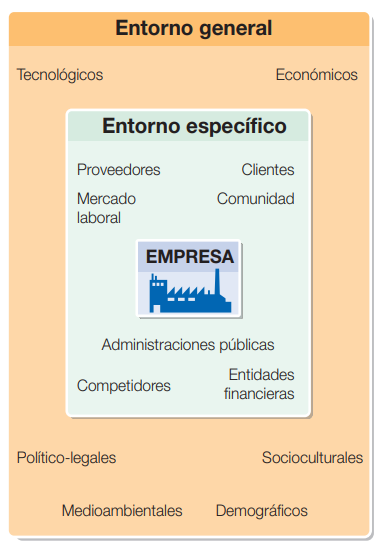 Entorno general
Tecnológicos
Económicos
Entorno específico
Proveedores
Clientes
Mercado
laboral
Comunidad
EMPRESA
Administraciones públicas
Competidores
Entidades
financieras
Político-legales
Socioculturales
Medioambientales
Demográficos